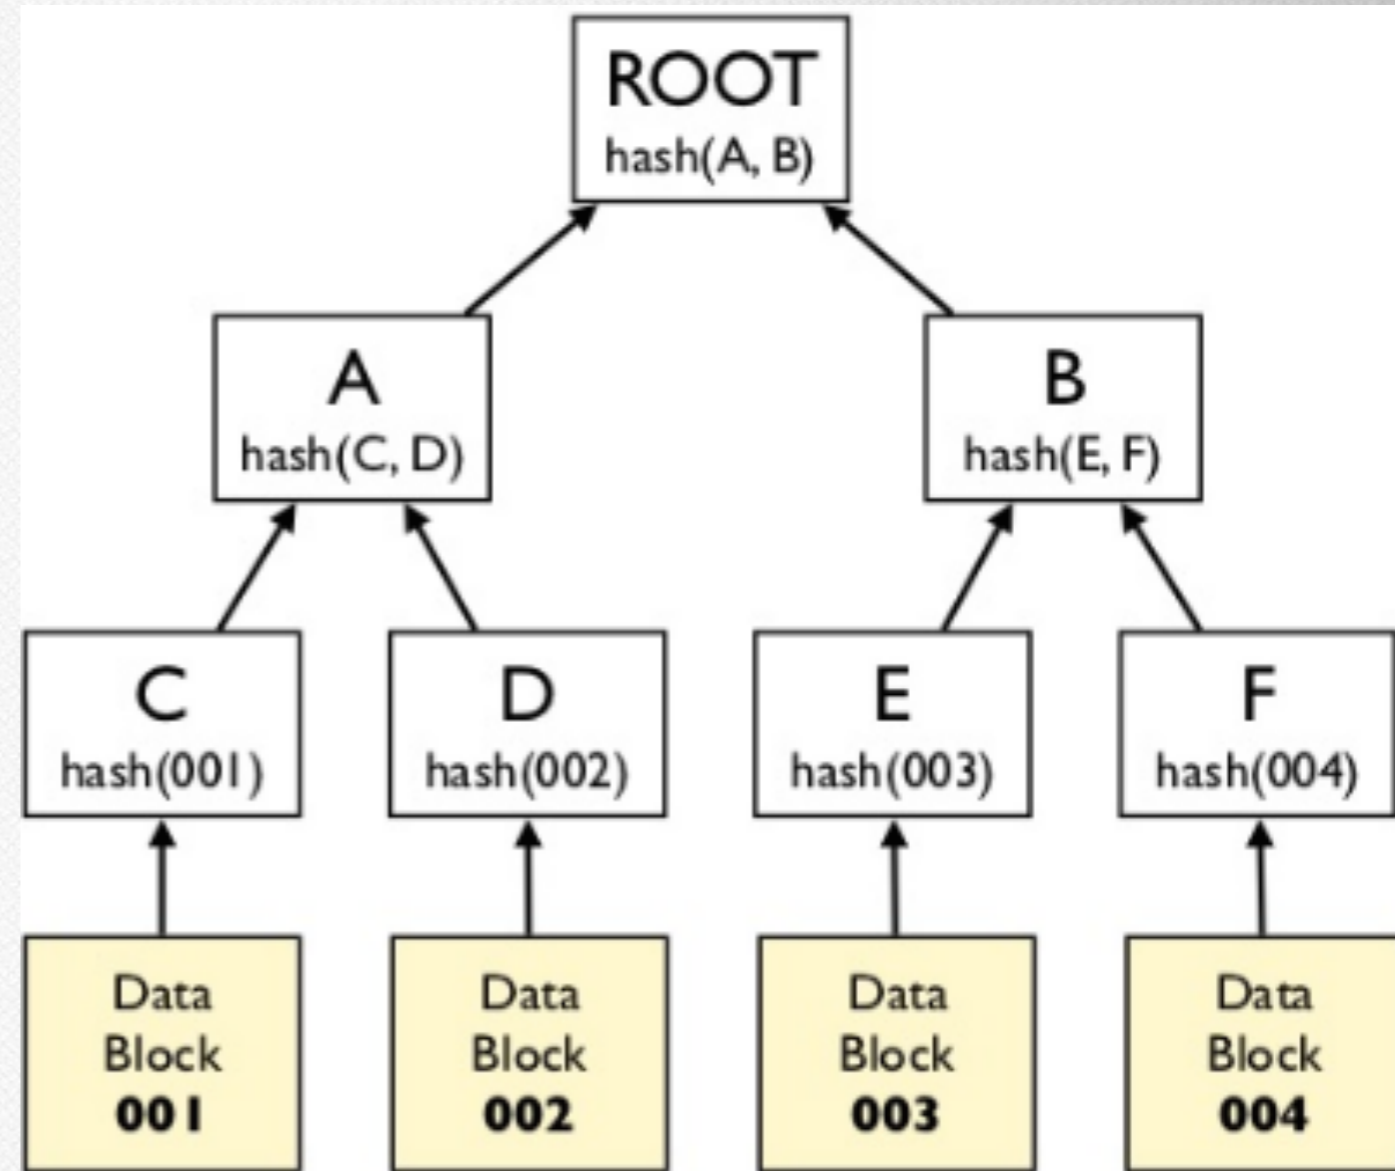 ROOT
hash(A, B)
A
hash(C, D)
B
hash(E, F)
C
hash(001)
D
hash(002)
E
hash(003)
F
hash(004)
Data
Block
001
Data
Block
002
Data
Block
003
Data
Block
004